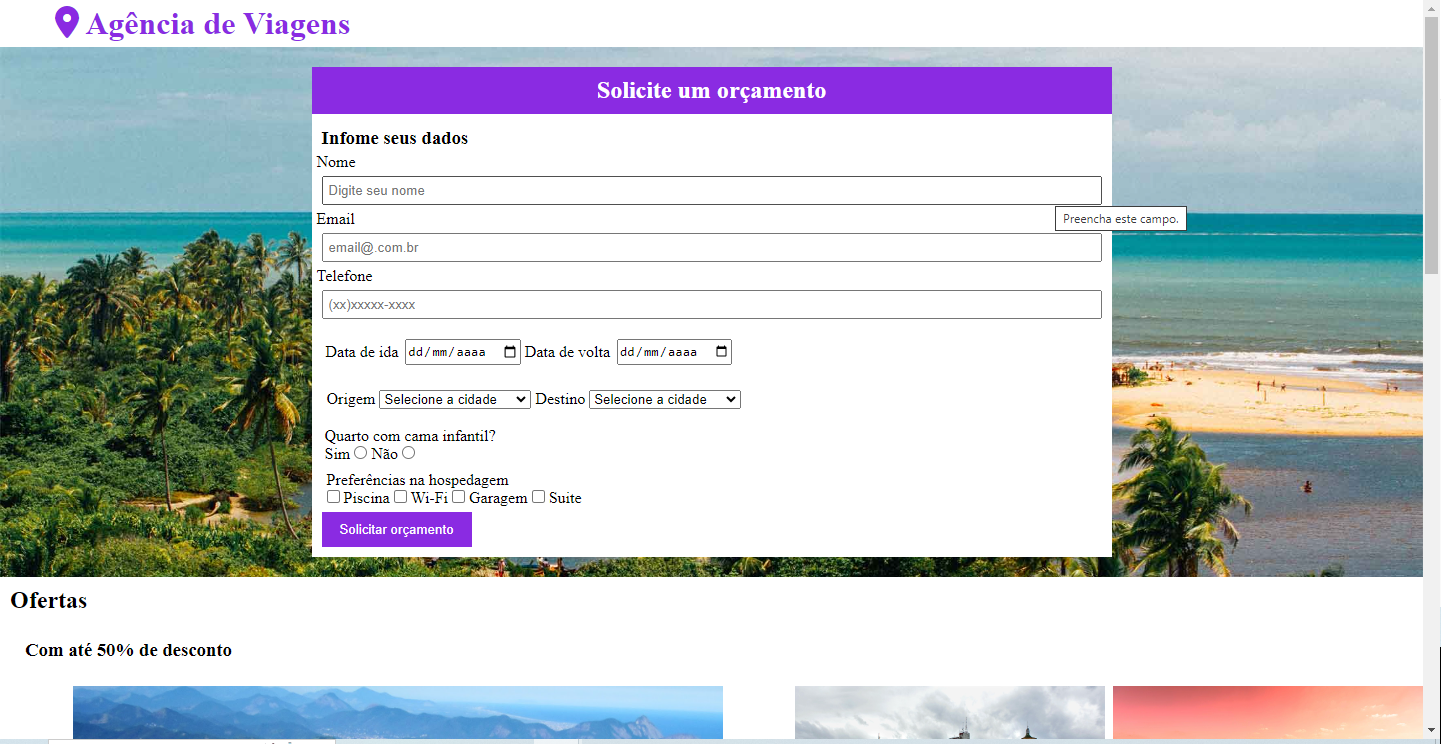 Agência de Viagens
Solicite um orçamento
Infome seus dados
Nome
Digite seu nome
Preencha este campo.
Email
email@.com.br
Telefone
(xx)xxxxx-xxxx
Data de ida dd/mm/aaaa Data de volta dd/mm/aaaa
Origem Selecione a cidade Destino Selecione a cidade
Quarto com cama infantil?
Sim Não
Preferências na hospedagem
Piscina Wi-Fi Garagem Suite
Solicitar orçamento
Ofertas
Com até 50% de desconto